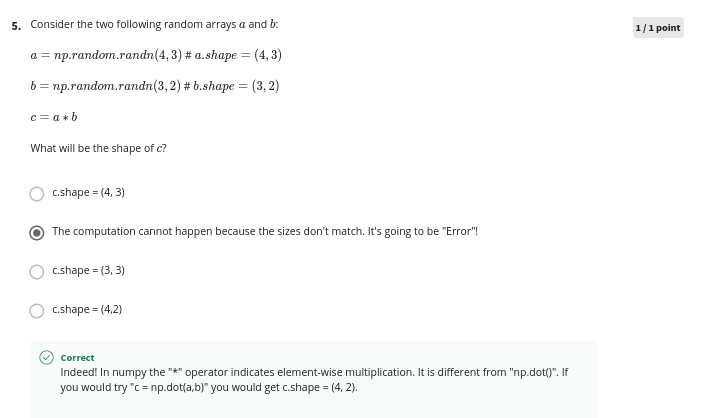 5. Consider the two following random arrays a and b:
1 / 1 point
a = np.random.randn(4, 3) # a.shape = (4, 3)
b = np.random.randn(3, 2) # b.shape = (3, 2)
c = a * b
What will be the shape of c?
c.shape = (4, 3)
The computation cannot happen because the sizes don't match. It's going to be "Error"!
c.shape = (3, 3)
c.shape = (4,2)
Correct
Indeed! In numpy the "*" operator indicates element-wise multiplication. It is different from "np.dot()". If
you would try "c = np.dot(a,b)" you would get c.shape = (4, 2).